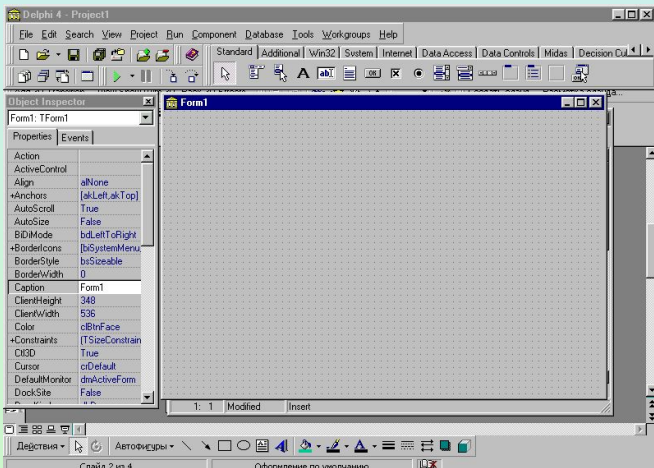 Delphi 4 - Project1
File Edit Search View Project Run Component Database Tools Workgroups Help
Standard Additional Win32 System Internet Data Access Data Controls Midas Decision Cu
Object Inspector
Form1: TForm1
Properties Events
Action
ActiveControl
Align alNone
+Anchors [akLeft,akTop]
AutoScroll True
AutoSize False
BiDiMode bdLeftToRight
+BorderIcons [biSystemMenu,
BorderStyle bsSizeable
BorderWidth 0
Caption Form1
ClientHeight 348
ClientWidth 536
Color clBtnFace
+Constraints (TSizeConstrain
Ctl3D True
Cursor crDefault
DefaultMonitor dmActiveForm
DockSite False
Form1
1: 1 Modified Insert
Действия Автофигуры
Слайд 2 из 4 Оформление по умолчанию